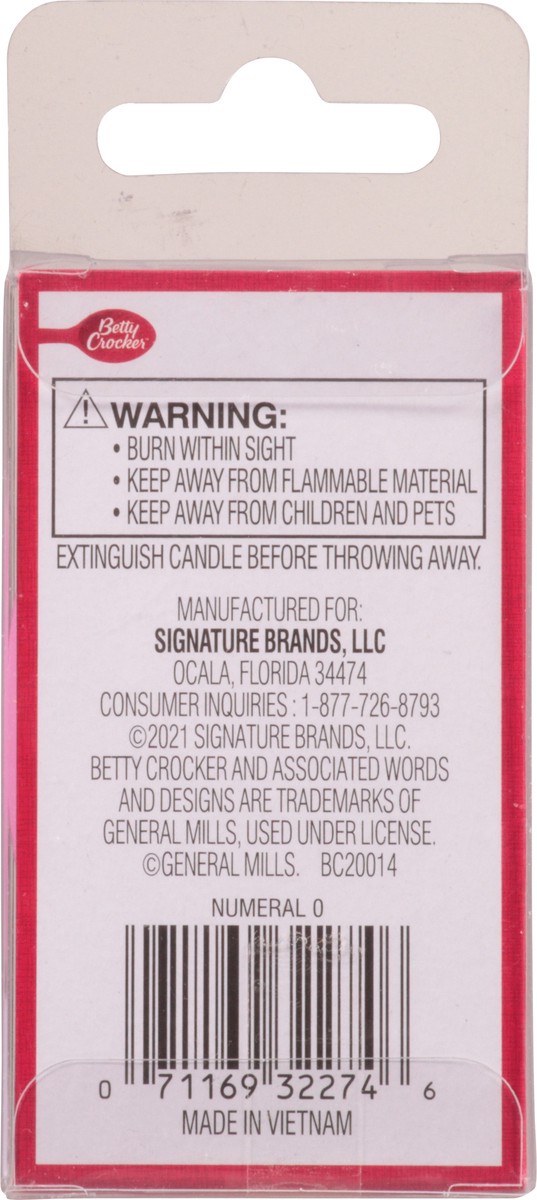 Betty
Crocker
WARNING:
• BURN WITHIN SIGHT
• KEEP AWAY FROM FLAMMABLE MATERIAL
• KEEP AWAY FROM CHILDREN AND PETS
EXTINGUISH CANDLE BEFORE THROWING AWAY.
MANUFACTURED FOR:
SIGNATURE BRANDS, LLC
OCALA, FLORIDA 34474
CONSUMER INQUIRIES : 1-877-726-8793
©2021 SIGNATURE BRANDS, LLC.
BETTY CROCKER AND ASSOCIATED WORDS
AND DESIGNS ARE TRADEMARKS OF
GENERAL MILLS, USED UNDER LICENSE.
©GENERAL MILLS. BC20014
NUMERAL 0
0 71169 32274 6
MADE IN VIETNAM